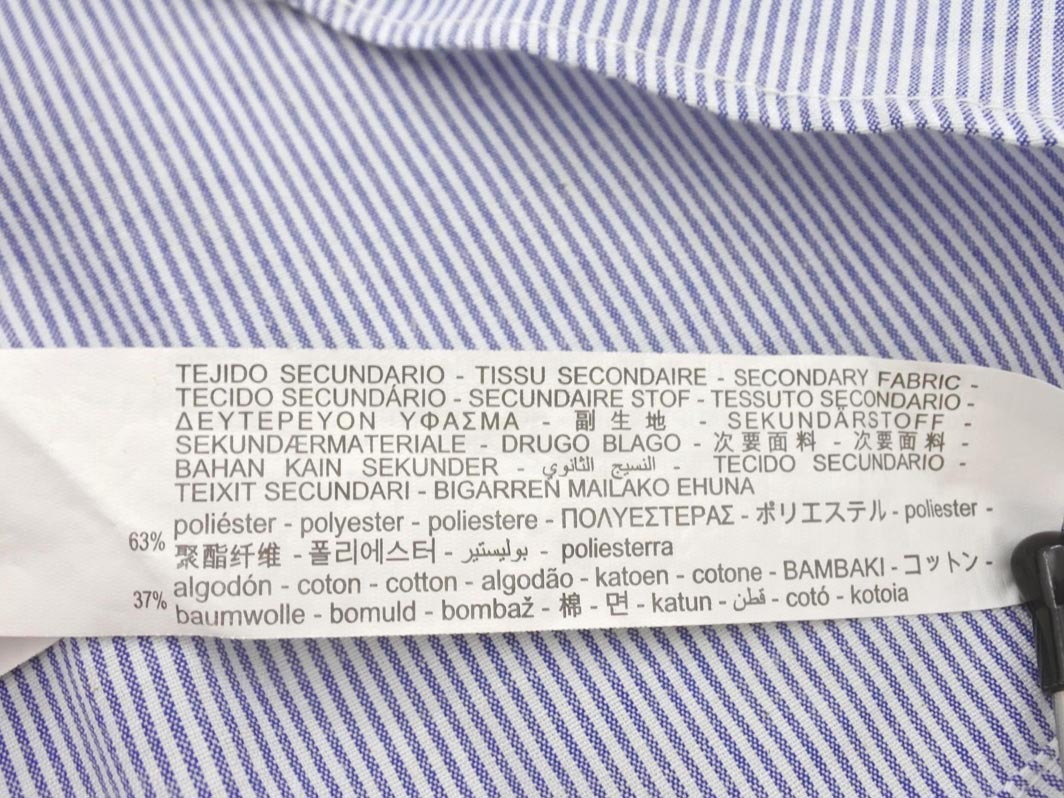 TEJIDO SECUNDARIO - TISSU SECONDAIRE - SECONDARY FABRIC -
TECIDO SECUNDÁRIO - SECUNDAIRE STOF - TESSUTO SECONDARIO -
ΔΕΥΤΕΡΕΥΟΝ ΥΦΑΣΜΑ - 副生地 - SEKUNDÄRSTOFF -
SEKUNDÆRMATERIALE - DRUGO BLAGO - 次要面料 - 次要面料 -
BAHAN KAIN SEKUNDER - النسيج الثانوي - TECIDO SECUNDARIO -
TEIXIT SECUNDARI - BIGARREN MAILAKO EHUNA
63% poliéster - polyester - poliestere - ΠΟΛΥΕΣΤΕΡΑΣ - ポリエステル - poliester -
聚酯纤维 - 폴리에스터 - بوليستير - poliesterra
37% algodón - coton - cotton - algodão - katoen - cotone - ΒΑΜΒΑΚΙ - コットン -
baumwolle - bomuld - bombaž - 棉 - 면 - katun - قطن - cotó - kotoia